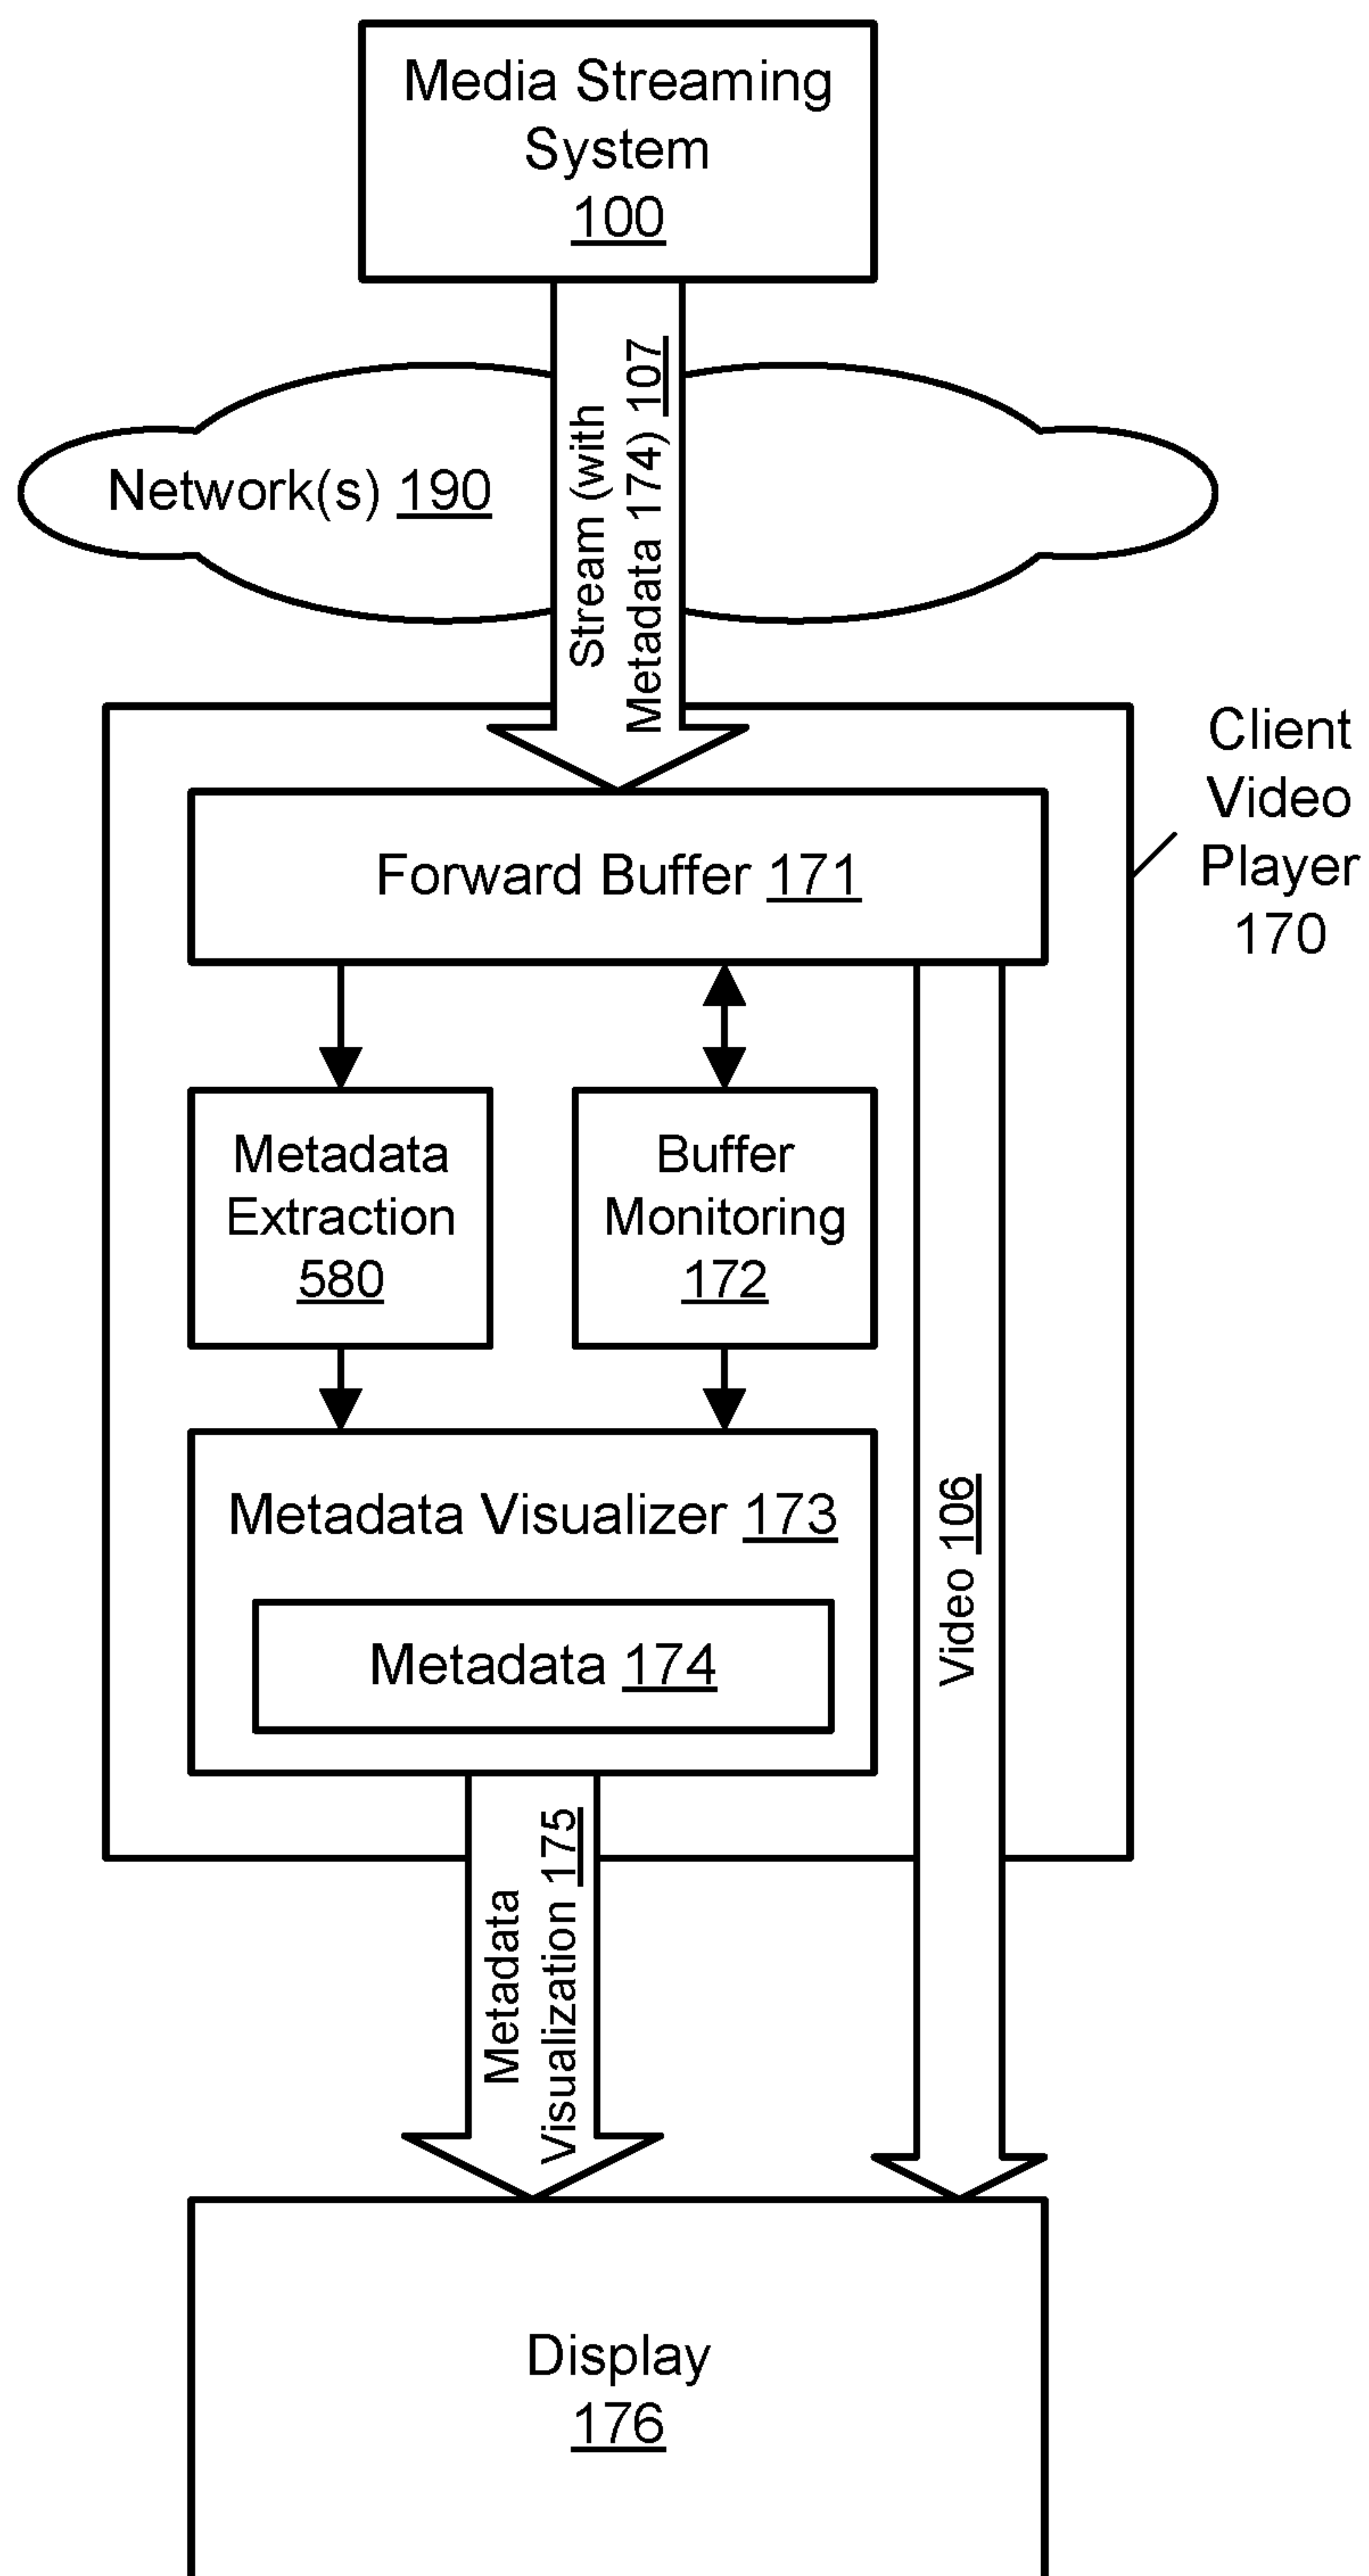 Media Streaming
System
100
Stream (with
Metadata 174) 107
Network(s) 190
Client
Video
Player
170
Forward Buffer 171
Metadata
Extraction
580
Buffer
Monitoring
172
Metadata Visualizer 173
Metadata 174
Video 106
Metadata
Visualization 175
Display
176